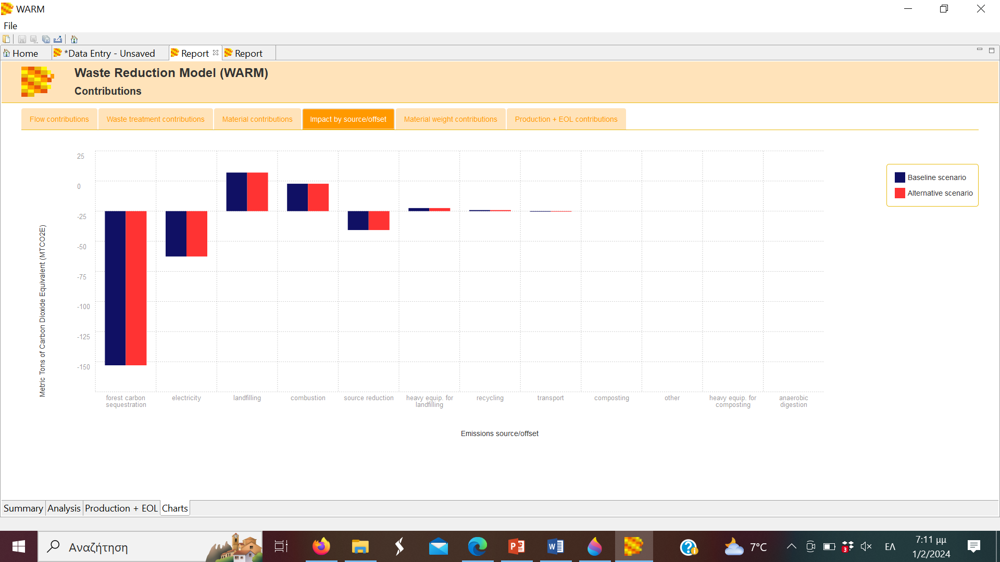 WARM
File
Home
*Data Entry - Unsaved
Report
Report
Waste Reduction Model (WARM)
Contributions
Flow contributions
Waste treatment contributions
Material contributions
Impact by source/offset
Material weight contributions
Production + EOL contributions
Metric Tons of Carbon Dioxide Equivalent (MTCO2E)
25
0
-25
-50
-75
-100
-125
-150
forest carbon
sequestration
electricity
landfilling
combustion
source reduction
heavy equip. for
landfilling
recycling
transport
composting
other
heavy equip. for
composting
anaerobic
digestion
Emissions source/offset
Baseline scenario
Alternative scenario
Summary
Analysis
Production + EOL
Charts
Αναζήτηση
7°C
3
ΕΛ
7:11 μμ
1/2/2024